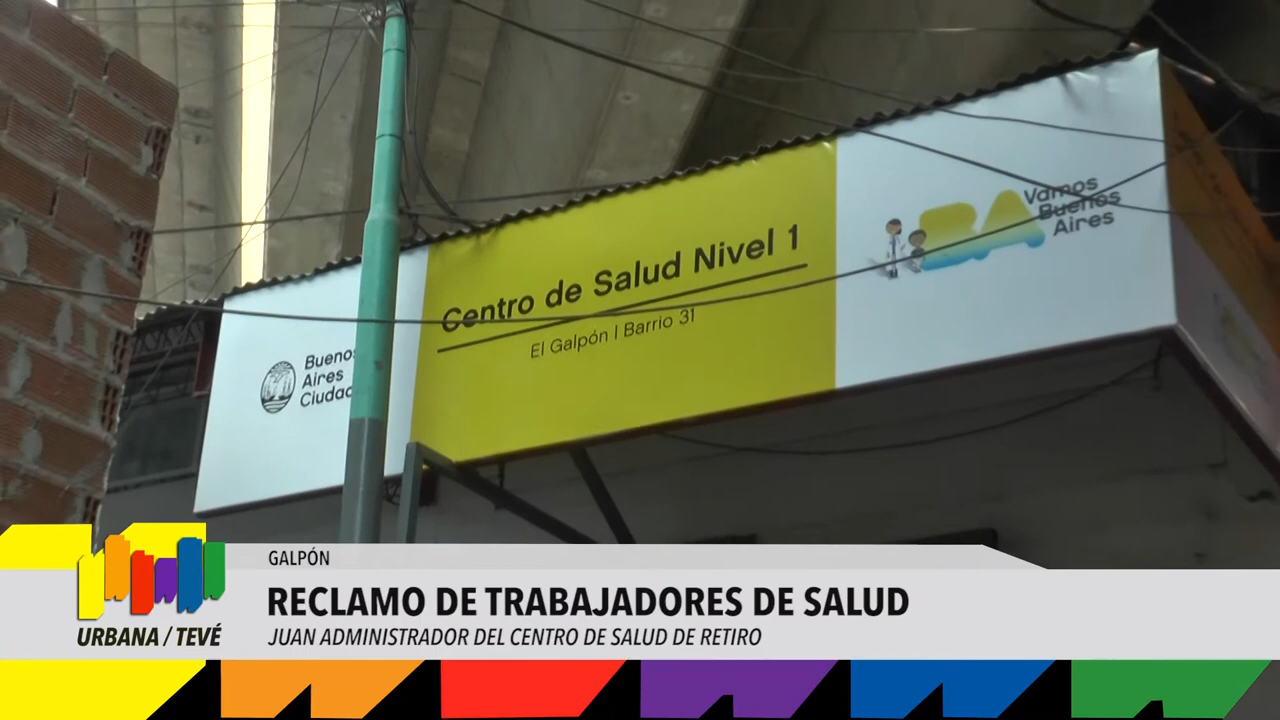 Buenos
Aires
Ciudad
Centro de Salud Nivel 1
El Galpón | Barrio 31
BA
Vamos
Buenos
Aires
GALPÓN
RECLAMO DE TRABAJADORES DE SALUD
JUAN ADMINISTRADOR DEL CENTRO DE SALUD DE RETIRO
URBANA / TEVÉ